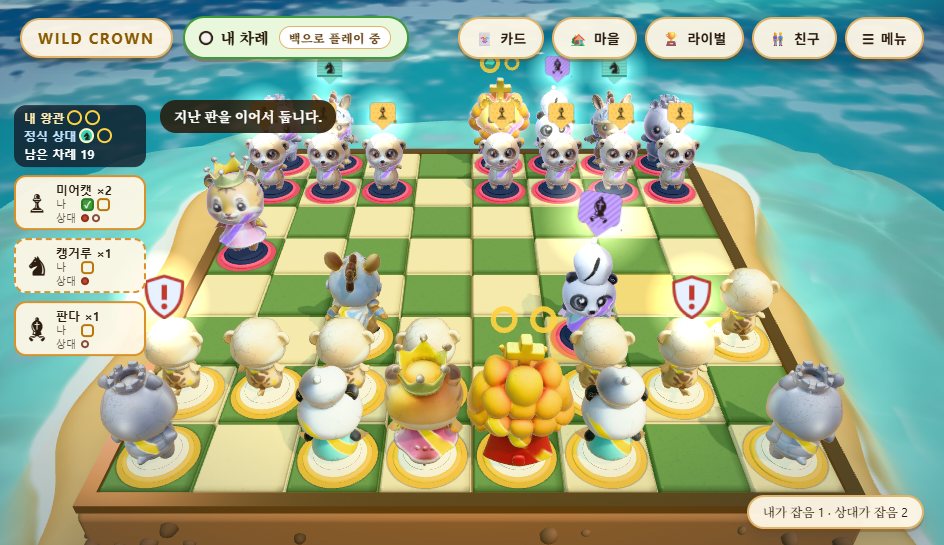 WILD CROWN
내 차례 백으로 플레이 중
카드
마을
라이벌
친구
메뉴
지난 판을 이어서 둡니다.
내 왕관
정식 상대
남은 차례 19
미어캣 ×2
나
상대
캥거루 ×1
나
상대
판다 ×1
나
상대
내가 잡음 1 · 상대가 잡음 2